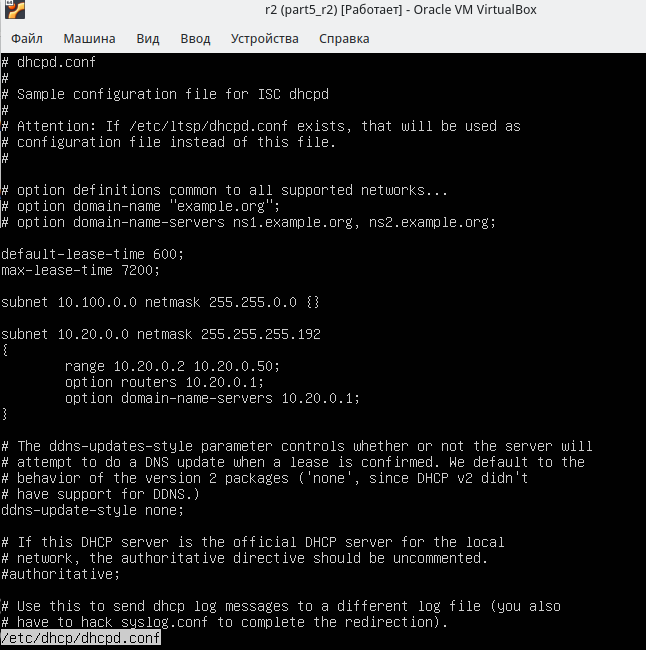 r2 (part5_r2) [Работает] - Oracle VM VirtualBox
Файл Машина Вид Ввод Устройства Справка
# dhcpd.conf
#
# Sample configuration file for ISC dhcpd
#
# Attention: If /etc/ltsp/dhcpd.conf exists, that will be used as
# configuration file instead of this file.
#
# option definitions common to all supported networks...
# option domain-name "example.org";
# option domain-name-servers ns1.example.org, ns2.example.org;
default-lease-time 600;
max-lease-time 7200;
subnet 10.100.0.0 netmask 255.255.0.0 {}
subnet 10.20.0.0 netmask 255.255.255.192
{
range 10.20.0.2 10.20.0.50;
option routers 10.20.0.1;
option domain-name-servers 10.20.0.1;
}
# The ddns-updates-style parameter controls whether or not the server will
# attempt to do a DNS update when a lease is confirmed. We default to the
# behavior of the version 2 packages ('none', since DHCP v2 didn't
# have support for DDNS.)
ddns-update-style none;
# If this DHCP server is the official DHCP server for the local
# network, the authoritative directive should be uncommented.
#authoritative;
# Use this to send dhcp log messages to a different log file (you also
# have to hack syslog.conf to complete the redirection).
/etc/dhcp/dhcpd.conf